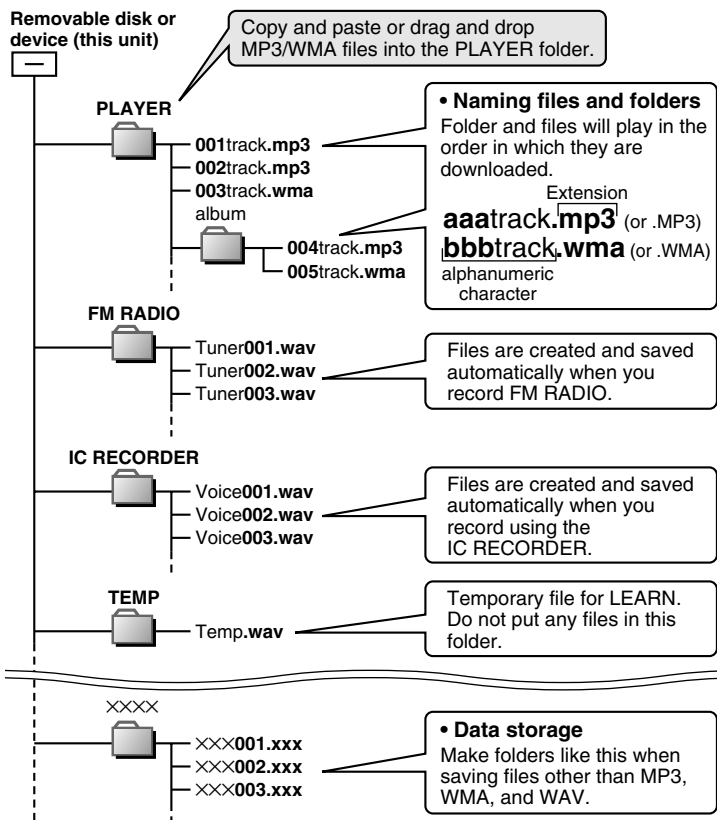 Removable disk or
device (this unit)
Copy and paste or drag and drop
MP3/WMA files into the PLAYER folder.
PLAYER
001track.mp3
002track.mp3
003track.wma
album
004track.mp3
005track.wma
• Naming files and folders
Folder and files will play in the
order in which they are
downloaded.
Extension
aaatrack.mp3 (or .MP3)
bbbtrack.wma (or .WMA)
alphanumeric
character
FM RADIO
Tuner001.wav
Tuner002.wav
Tuner003.wav
Files are created and saved
automatically when you
record FM RADIO.
IC RECORDER
Voice001.wav
Voice002.wav
Voice003.wav
Files are created and saved
automatically when you
record using the
IC RECORDER.
TEMP
Temp.wav
Temporary file for LEARN.
Do not put any files in this
folder.
××××
×××001.xxx
×××002.xxx
×××003.xxx
• Data storage
Make folders like this when
saving files other than MP3,
WMA, and WAV.